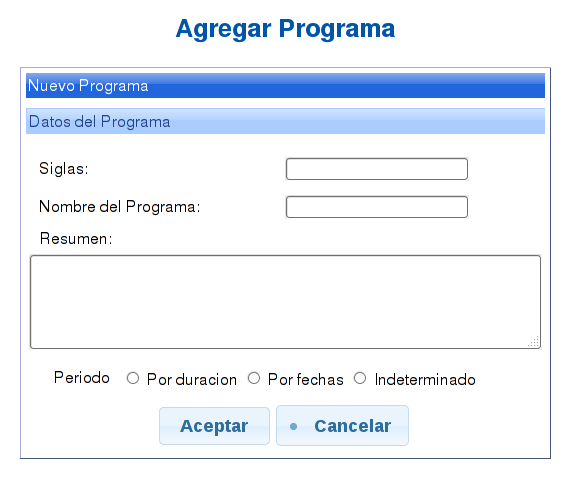 Agregar Programa
Nuevo Programa
Datos del Programa
Siglas:
Nombre del Programa:
Resumen:
Periodo Por duracion Por fechas Indeterminado
Aceptar Cancelar